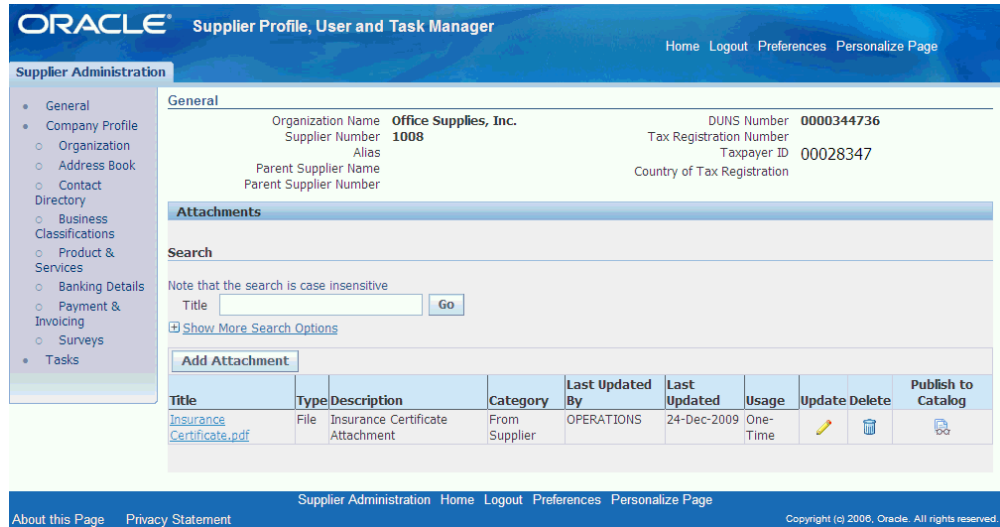 ORACLE® Supplier Profile, User and Task Manager
Home Logout Preferences Personalize Page
Supplier Administration
General
Company Profile
Organization
Address Book
Contact
Directory
Business
Classifications
Product &
Services
Banking Details
Payment &
Invoicing
Surveys
Tasks
General
Organization Name Office Supplies, Inc.
Supplier Number 1008
Alias
Parent Supplier Name
Parent Supplier Number
DUNS Number 0000344736
Tax Registration Number
Taxpayer ID 00028347
Country of Tax Registration
Attachments
Search
Note that the search is case insensitive
Title Go
Show More Search Options
Add Attachment
Title Type Description Category Last Updated By Last Updated Usage Update Delete Publish to Catalog
Insurance Certificate.pdf File Insurance Certificate Attachment From Supplier OPERATIONS 24-Dec-2009 One-Time
Supplier Administration Home Logout Preferences Personalize Page
About this Page Privacy Statement Copyright (c) 2006, Oracle. All rights reserved.